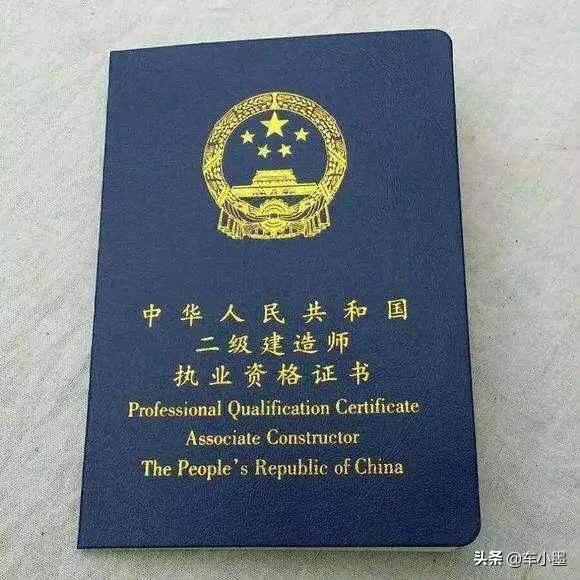 中华人民共和国
二级建造师
执业资格证书
Professional Qualification Certificate
Associate Constructor
The People's Republic of China
头条 @车小墨